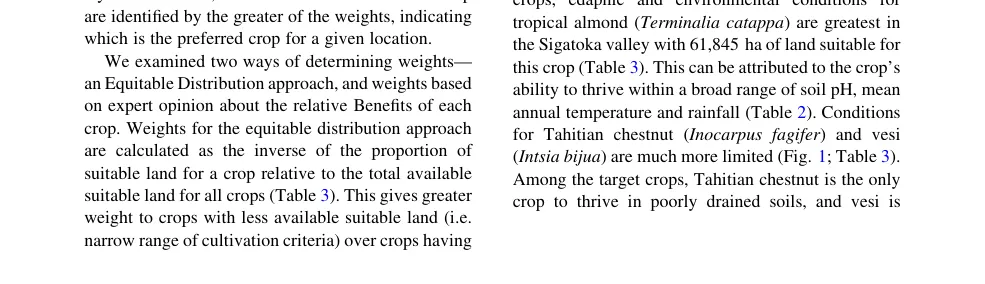 are identified by the greater of the weights, indicating
which is the preferred crop for a given location.
We examined two ways of determining weights—
an Equitable Distribution approach, and weights based
on expert opinion about the relative Benefits of each
crop. Weights for the equitable distribution approach
are calculated as the inverse of the proportion of
suitable land for a crop relative to the total available
suitable land for all crops (Table 3). This gives greater
weight to crops with less available suitable land (i.e.
narrow range of cultivation criteria) over crops having
crops, edaphic and environmental conditions for
tropical almond (Terminalia catappa) are greatest in
the Sigatoka valley with 61,845 ha of land suitable for
this crop (Table 3). This can be attributed to the crop’s
ability to thrive within a broad range of soil pH, mean
annual temperature and rainfall (Table 2). Conditions
for Tahitian chestnut (Inocarpus fagifer) and vesi
(Intsia bijua) are much more limited (Fig. 1; Table 3).
Among the target crops, Tahitian chestnut is the only
crop to thrive in poorly drained soils, and vesi is